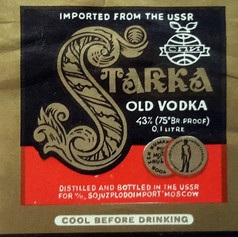 IMPORTED FROM THE USSR
СПИ
STARKA
OLD VODKA
43% (75° BR. PROOF)
0,1 LITRE
DISTILLED AND BOTTLED IN THE USSR
FOR V/O „SOJUZPLODOIMPORT” MOSCOW
COOL BEFORE DRINKING